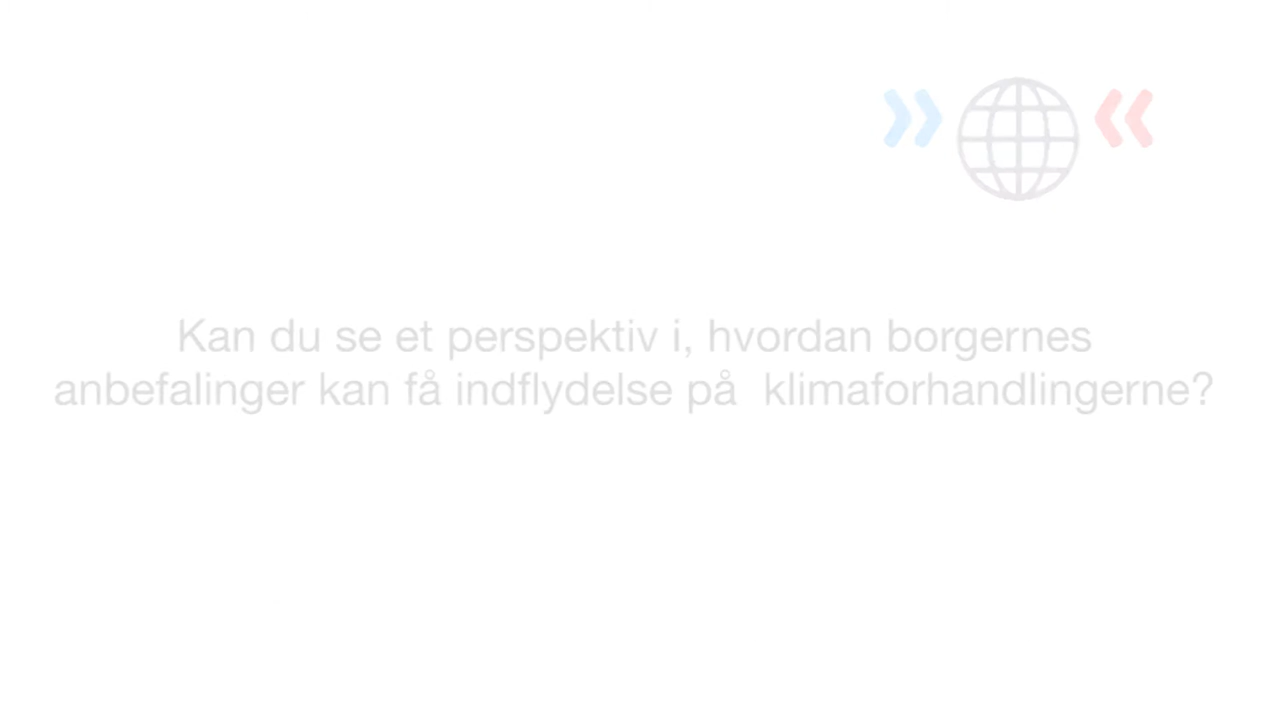 Kan du se et perspektiv i, hvordan borgernes
anbefalinger kan få indflydelse på  klimaforhandlingerne?